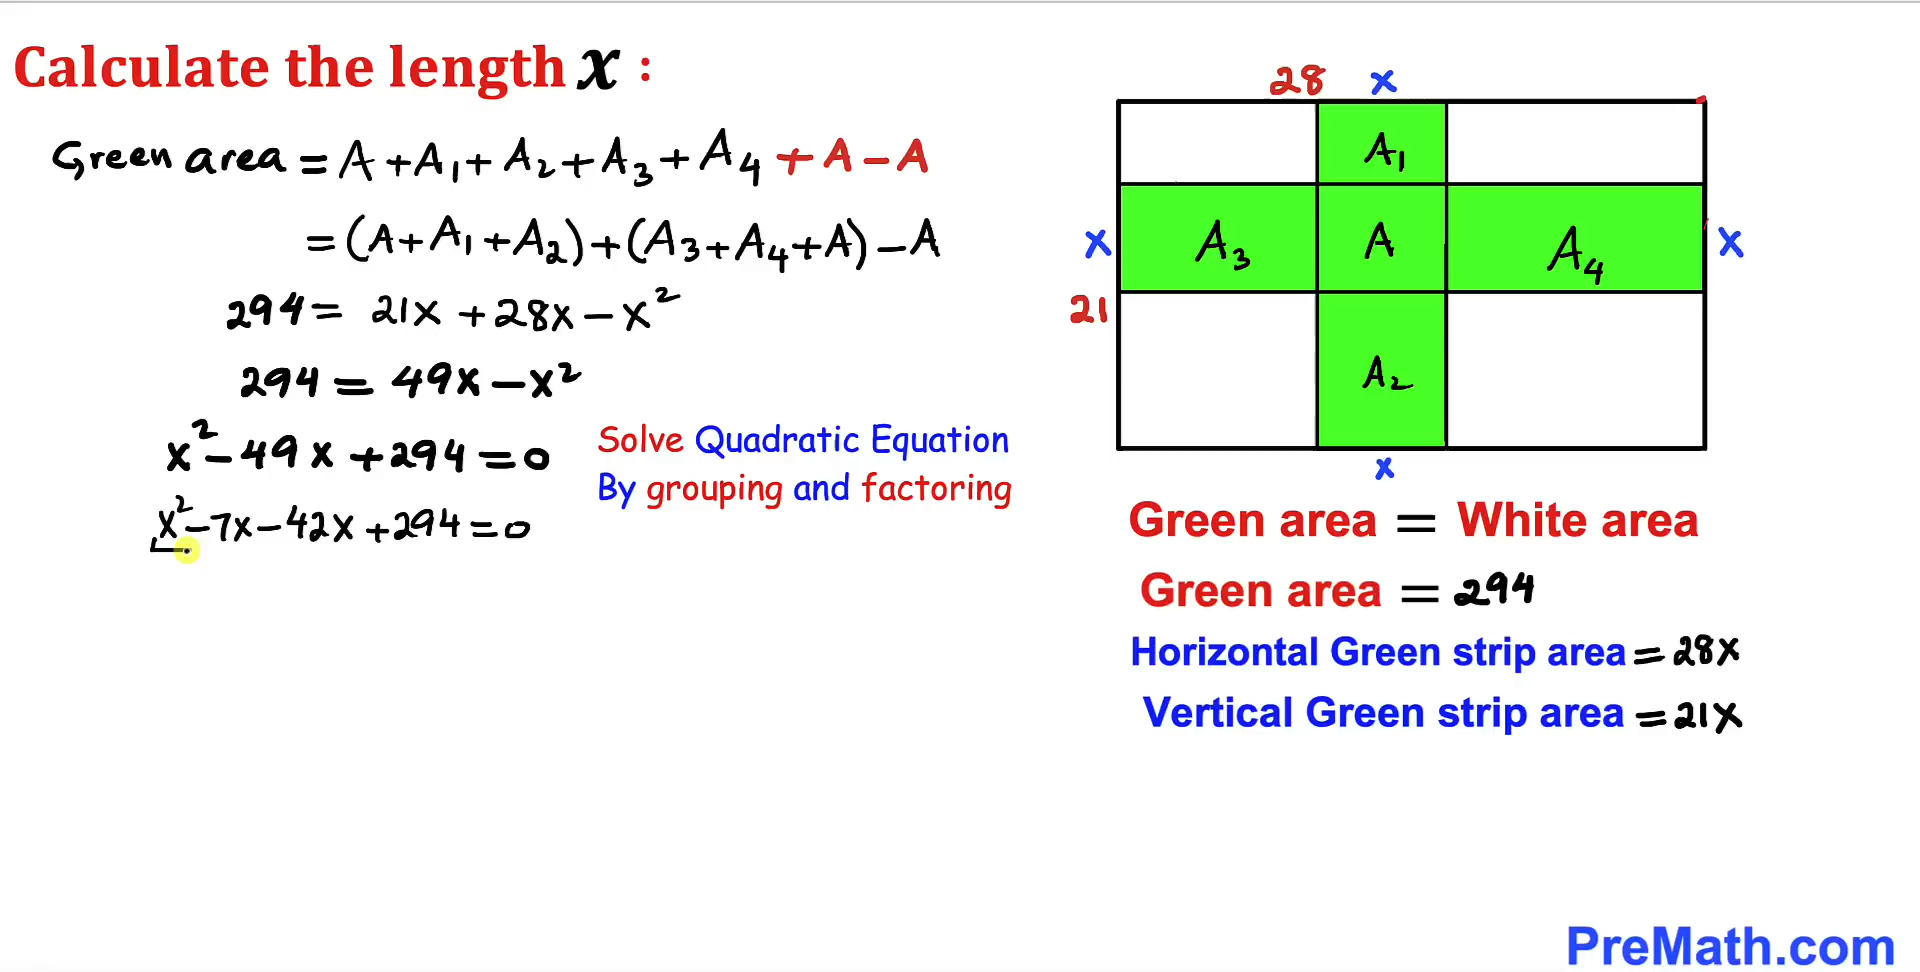 Calculate the length x :
Green area = A + A₁ + A₂ + A₃ + A₄ + A − A
= (A + A₁ + A₂) + (A₃ + A₄ + A) − A
294 = 21x + 28x − x²
294 = 49x − x²
x² − 49x + 294 = 0
x² − 7x − 42x + 294 = 0
Solve Quadratic Equation
By grouping and factoring
28 x
A₁
x A₃ A A₄ x
21
A₂
x
Green area = White area
Green area = 294
Horizontal Green strip area = 28x
Vertical Green strip area = 21x
PreMath.com